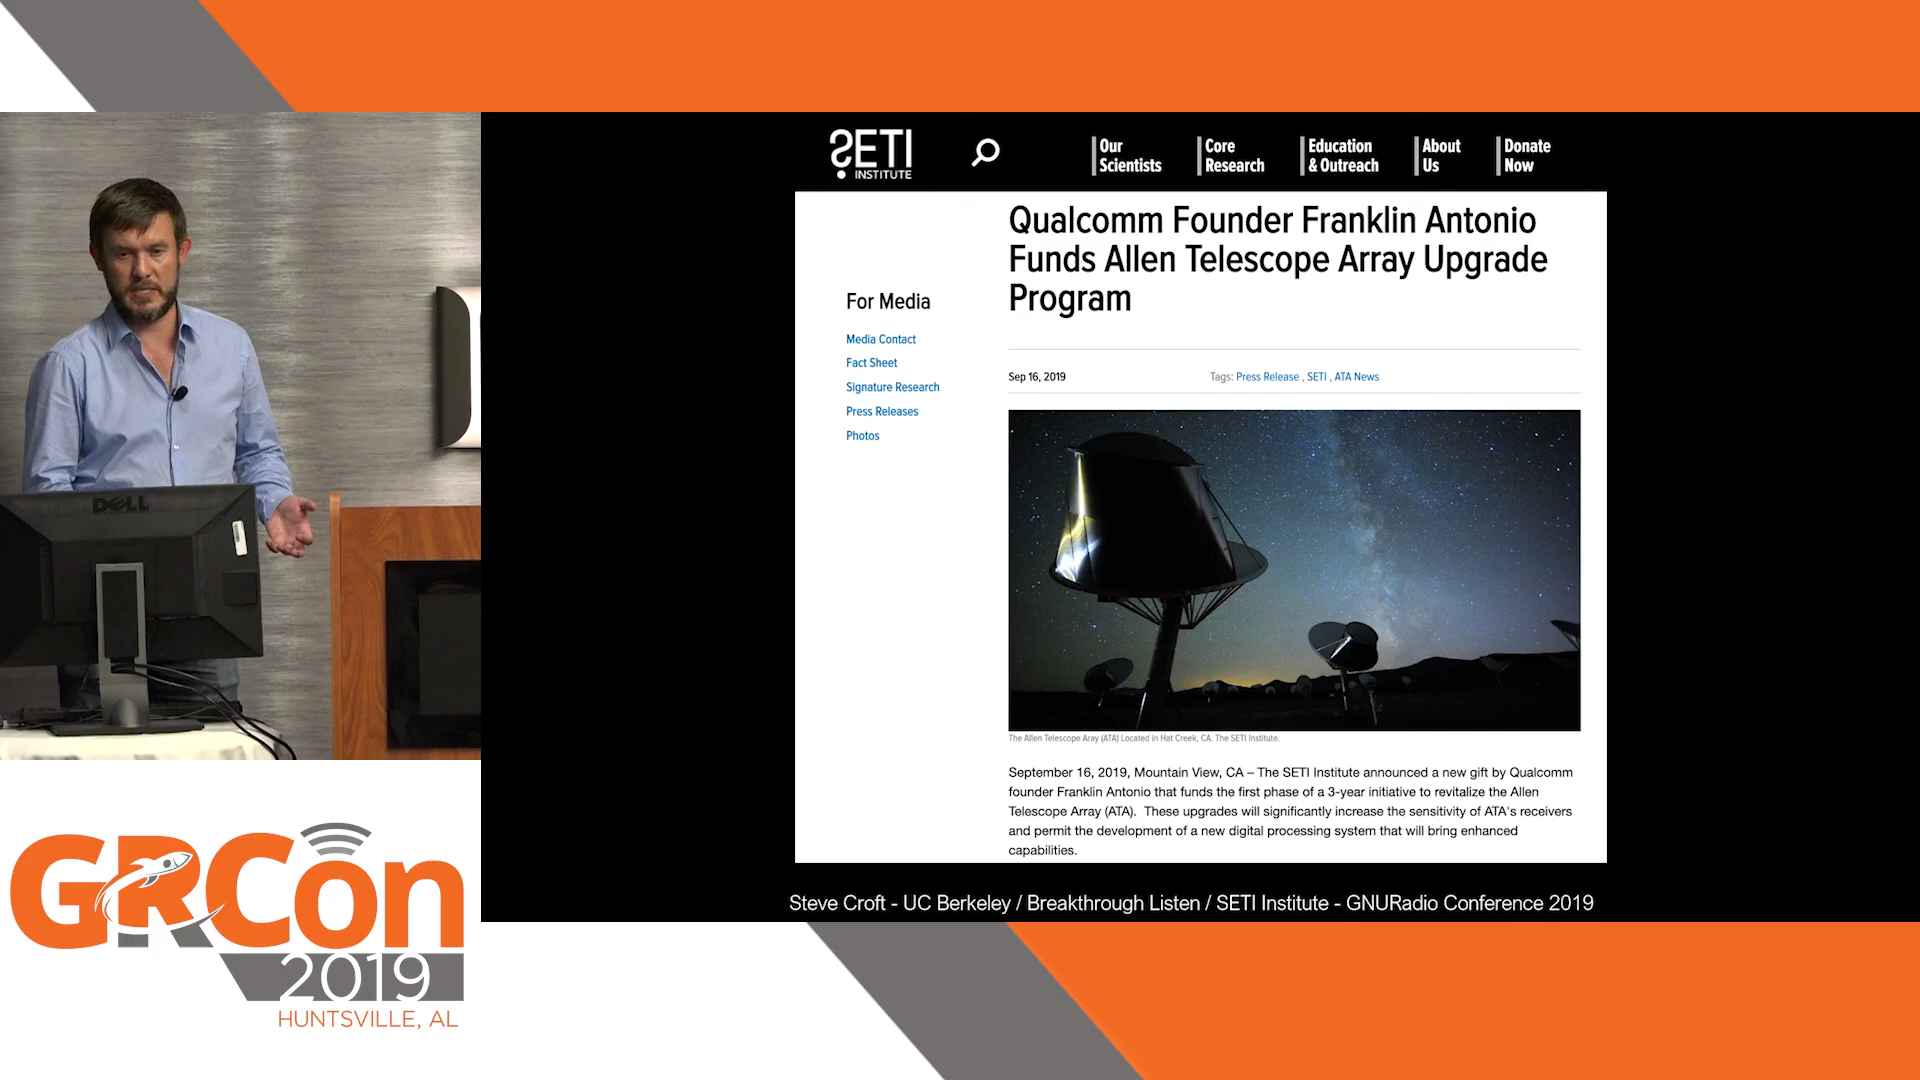 DELL
SETI
INSTITUTE
Our
Scientists
Core
Research
Education
& Outreach
About
Us
Donate
Now
Qualcomm Founder Franklin Antonio
Funds Allen Telescope Array Upgrade
Program
For Media
Media Contact
Fact Sheet
Signature Research
Press Releases
Photos
Sep 16, 2019
Tags: Press Release , SETI , ATA News
The Allen Telescope Aray (ATA) Located in Hat Creek, CA. The SETI Institute.
September 16, 2019, Mountain View, CA – The SETI Institute announced a new gift by Qualcomm
founder Franklin Antonio that funds the first phase of a 3-year initiative to revitalize the Allen
Telescope Array (ATA).  These upgrades will significantly increase the sensitivity of ATA's receivers
and permit the development of a new digital processing system that will bring enhanced
capabilities.
Steve Croft - UC Berkeley / Breakthrough Listen / SETI Institute - GNURadio Conference 2019
GRCon
2019
HUNTSVILLE, AL